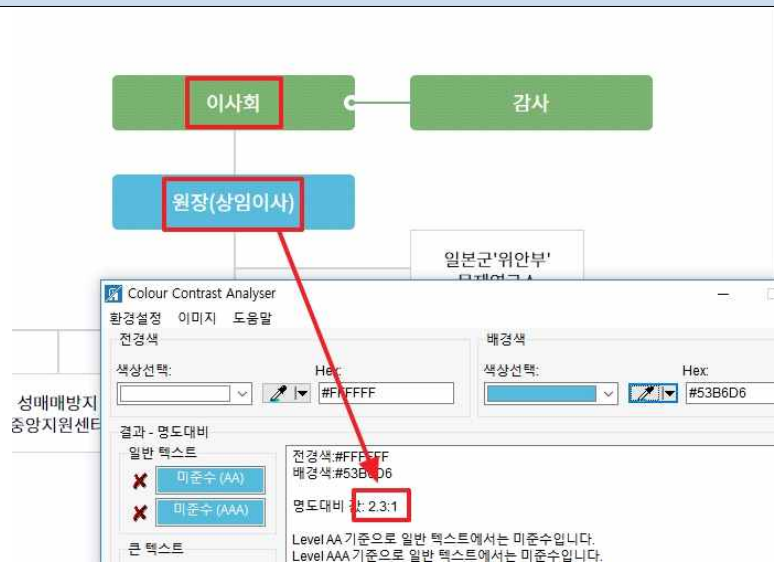 이사회
감사
원장(상임이사)
일본군'위안부'
문제연구소
Colour Contrast Analyser
환경설정 이미지 도움말
전경색
배경색
색상선택:
Hex:
#FFFFFF
색상선택:
Hex:
#53B6D6
성매매방지
중앙지원센터
결과 - 명도대비
일반 텍스트
미준수 (AA)
미준수 (AAA)
큰 텍스트
전경색:#FFFFFF
배경색:#53B6D6
명도대비 값: 2.3:1
Level AA 기준으로 일반 텍스트에서는 미준수입니다.
Level AAA 기준으로 일반 텍스트에서는 미준수입니다.